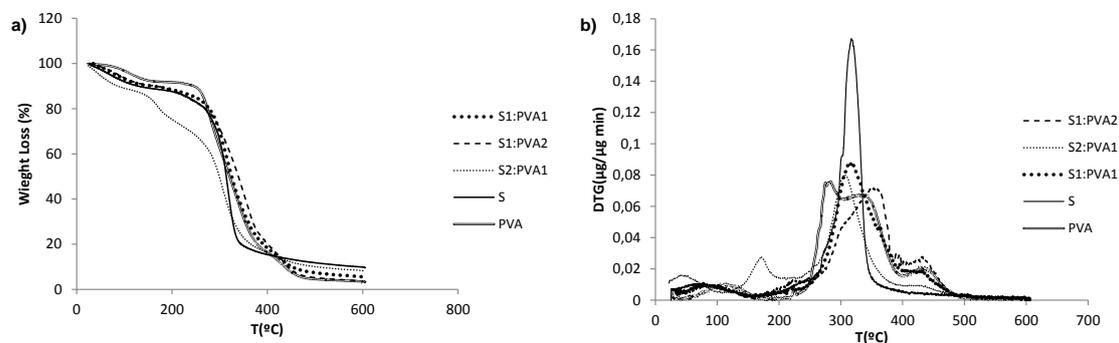 a)
120
100
80
60
40
20
0
Wieght Loss (%)
0 200 400 600 800
T(ºC)
S1:PVA1
S1:PVA2
S2:PVA1
S
PVA
b)
0,18
0,16
0,14
0,12
0,1
0,08
0,06
0,04
0,02
0
DTG(µg/µg min)
0 100 200 300 400 500 600 700
T(ºC)
S1:PVA2
S2:PVA1
S1:PVA1
S
PVA